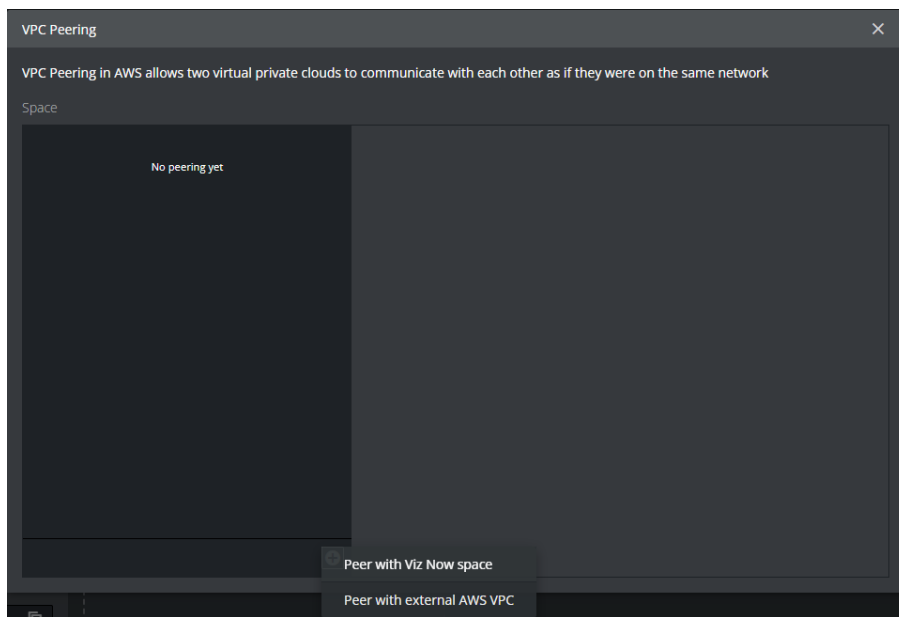 VPC Peering
VPC Peering in AWS allows two virtual private clouds to communicate with each other as if they were on the same network
Space
No peering yet
Peer with Viz Now space
Peer with external AWS VPC